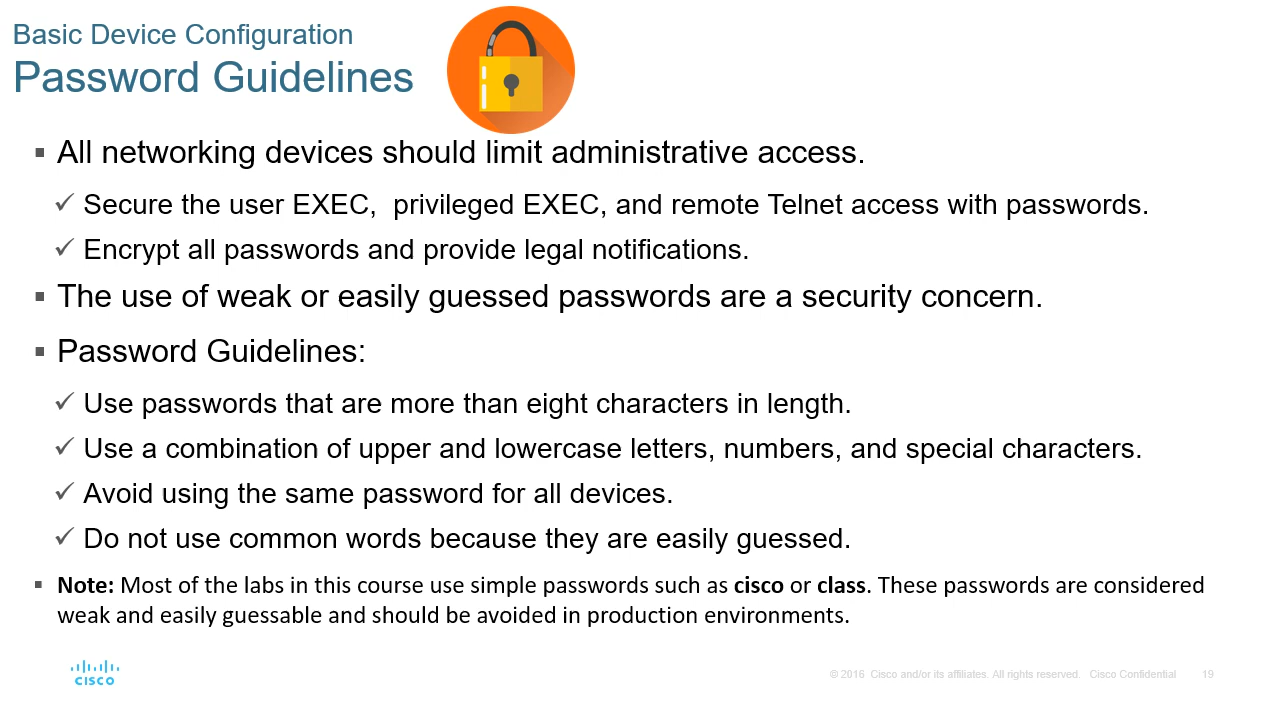 Basic Device Configuration
Password Guidelines
▪ All networking devices should limit administrative access.
✓ Secure the user EXEC,  privileged EXEC, and remote Telnet access with passwords.
✓ Encrypt all passwords and provide legal notifications.
▪ The use of weak or easily guessed passwords are a security concern.
▪ Password Guidelines:
✓ Use passwords that are more than eight characters in length.
✓ Use a combination of upper and lowercase letters, numbers, and special characters.
✓ Avoid using the same password for all devices.
✓ Do not use common words because they are easily guessed.
▪ Note: Most of the labs in this course use simple passwords such as cisco or class. These passwords are considered
weak and easily guessable and should be avoided in production environments.
CISCO
© 2016 Cisco and/or its affiliates. All rights reserved. Cisco Confidential 19